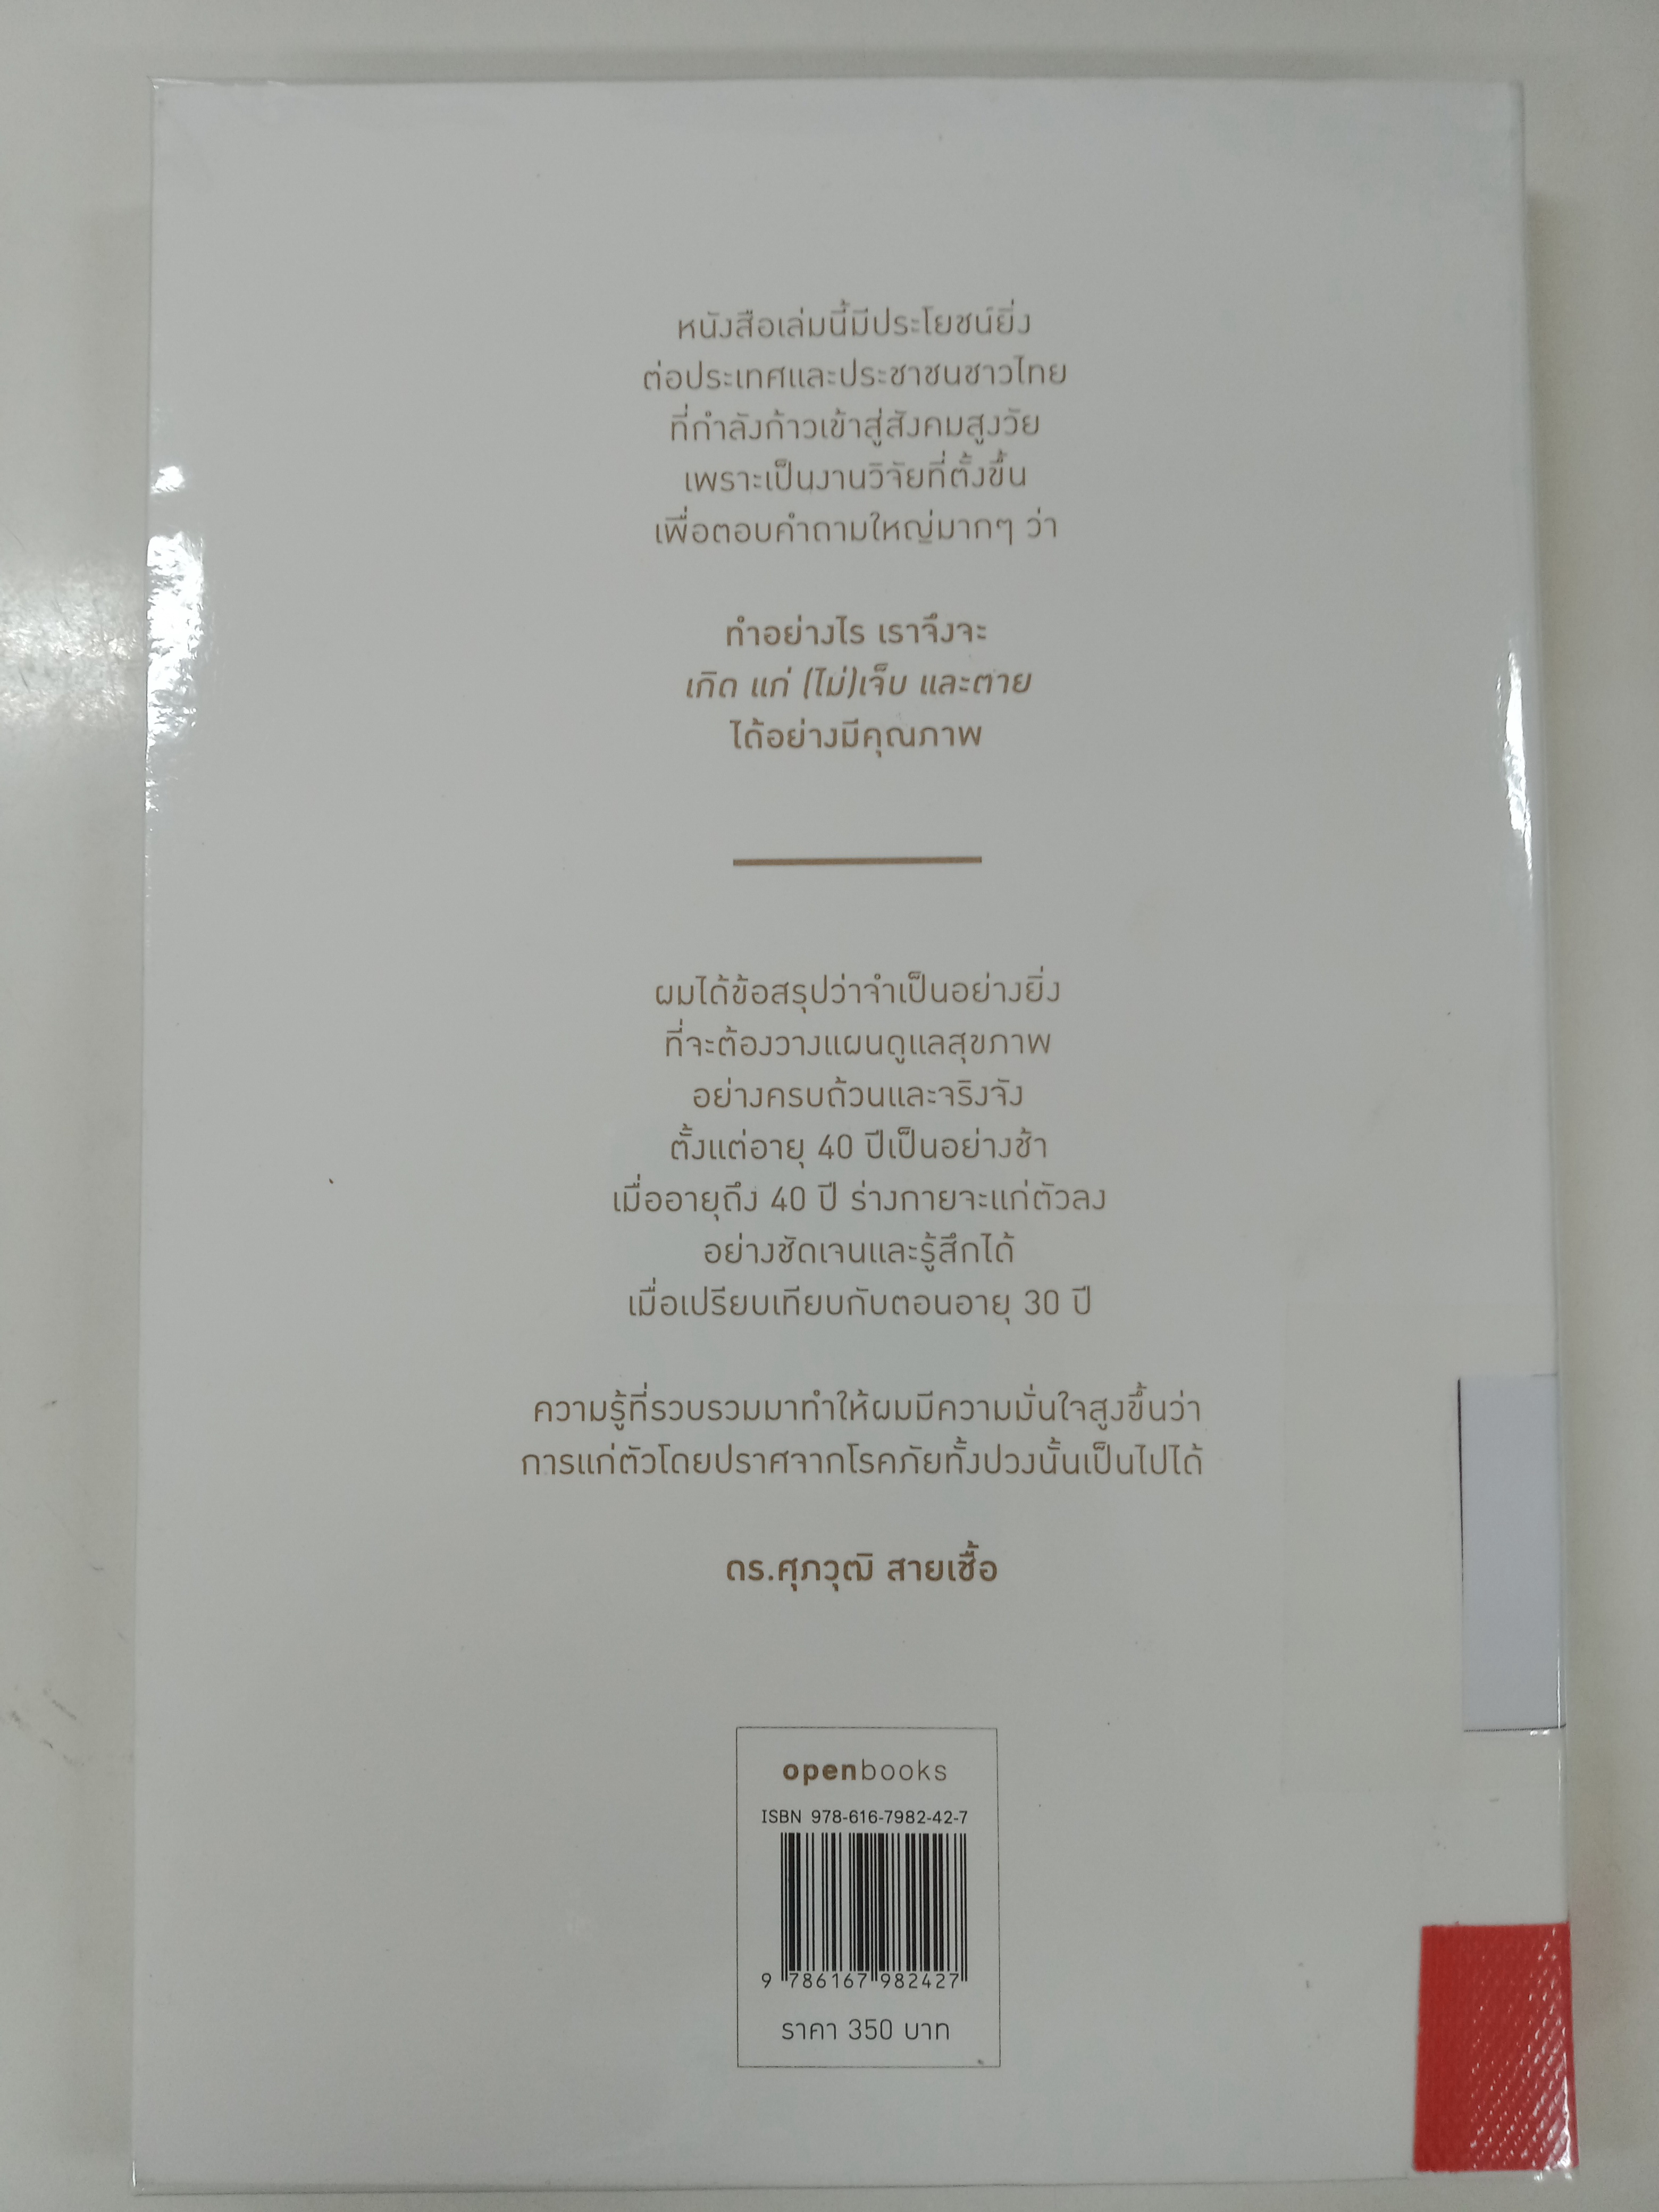 หนังสือเล่มนี้มีประโยชน์ยิ่ง
ต่อประเทศและประชาชนชาวไทย
ที่กำลังก้าวเข้าสู่สังคมสูงวัย
เพราะเป็นงานวิจัยที่ตั้งขึ้น
เพื่อตอบคำถามใหญ่มากๆ ว่า
ทำอย่างไร เราจึงจะ
เกิด แก่ (ไม่)เจ็บ และตาย
ได้อย่างมีคุณภาพ
ผมได้ข้อสรุปว่าจำเป็นอย่างยิ่ง
ที่จะต้องวางแผนดูแลสุขภาพ
อย่างครบถ้วนและจริงจัง
ตั้งแต่อายุ 40 ปีเป็นอย่างช้า
เมื่ออายุถึง 40 ปี ร่างกายจะแก่ตัวลง
อย่างชัดเจนและรู้สึกได้
เมื่อเปรียบเทียบกับตอนอายุ 30 ปี
ความรู้ที่รวบรวมมาทำให้ผมมีความมั่นใจสูงขึ้นว่า
การแก่ตัวโดยปราศจากโรคภัยทั้งปวงนั้นเป็นไปได้
ดร.ศุภวุฒิ สายเชื้อ
openbooks
ISBN 978-616-7982-42-7
9 786167 982427
ราคา 350 บาท